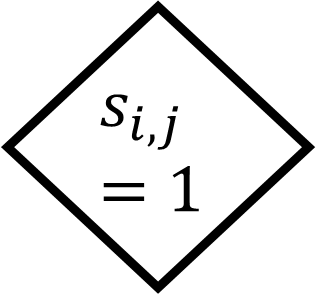 s_{i,j}
= 1